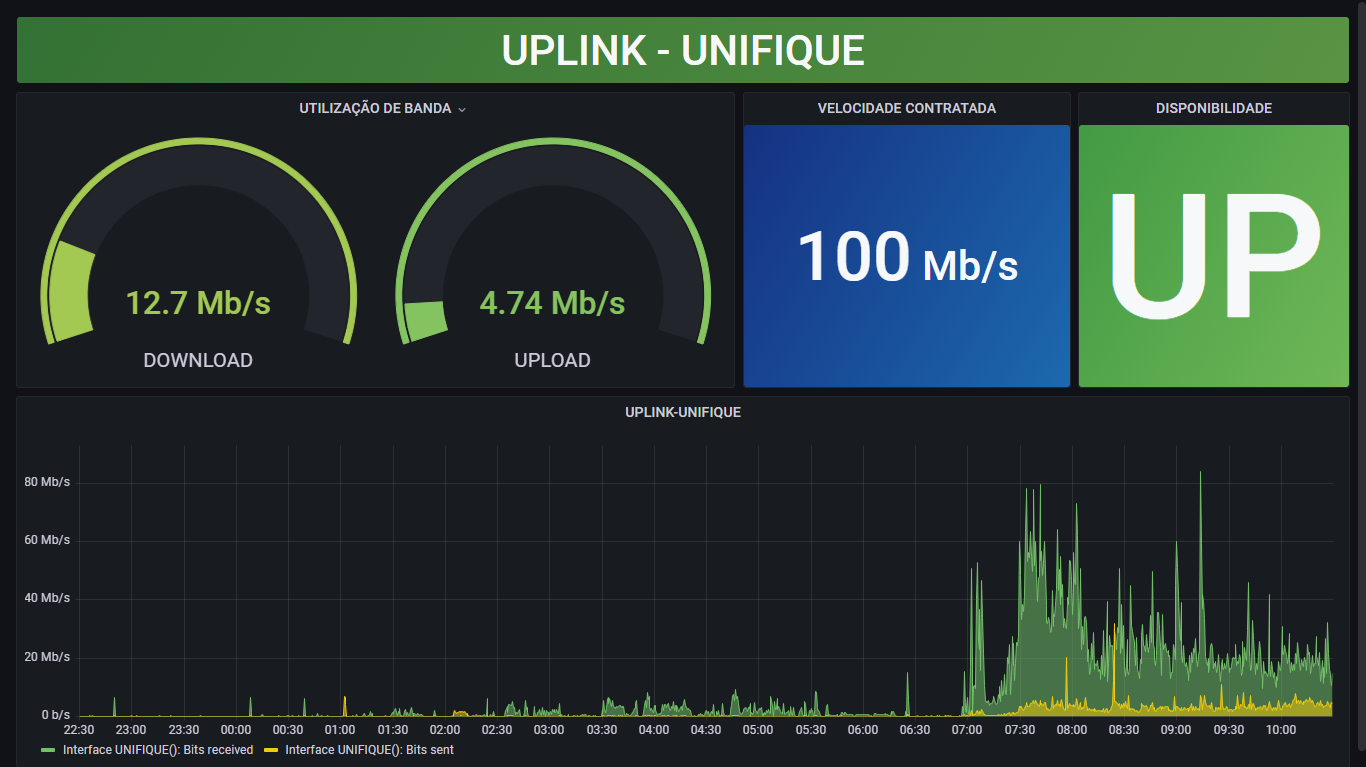 UPLINK - UNIFIQUE
UTILIZAÇÃO DE BANDA
VELOCIDADE CONTRATADA
DISPONIBILIDADE
12.7 Mb/s
DOWNLOAD
4.74 Mb/s
UPLOAD
100 Mb/s
UP
UPLINK-UNIFIQUE
80 Mb/s
60 Mb/s
40 Mb/s
20 Mb/s
0 b/s
22:30 23:00 23:30 00:00 00:30 01:00 01:30 02:00 02:30 03:00 03:30 04:00 04:30 05:00 05:30 06:00 06:30 07:00 07:30 08:00 08:30 09:00 09:30 10:00
Interface UNIFIQUE(): Bits received Interface UNIFIQUE(): Bits sent